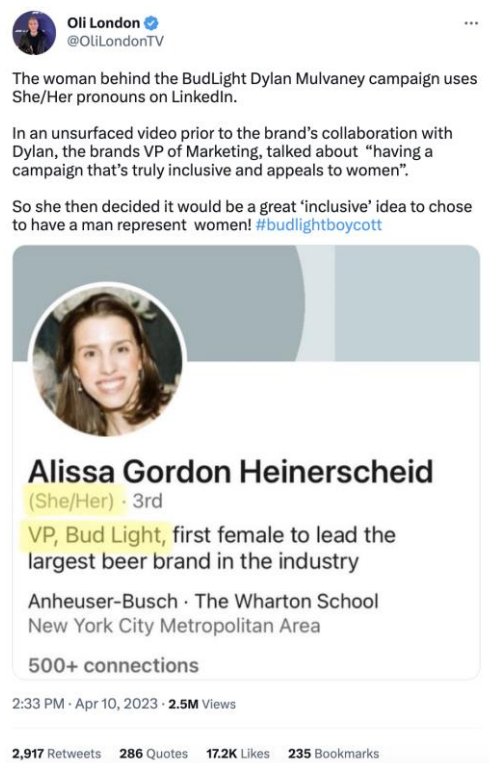 Oli London
@OliLondonTV
The woman behind the BudLight Dylan Mulvaney campaign uses
She/Her pronouns on LinkedIn.
In an unsurfaced video prior to the brand's collaboration with
Dylan, the brands VP of Marketing, talked about “having a
campaign that's truly inclusive and appeals to women”.
So she then decided it would be a great ‘inclusive’ idea to chose
to have a man represent women! #budlightboycott
Alissa Gordon Heinerscheid
(She/Her) · 3rd
VP, Bud Light, first female to lead the
largest beer brand in the industry
Anheuser-Busch · The Wharton School
New York City Metropolitan Area
500+ connections
2:33 PM · Apr 10, 2023 · 2.5M Views
2,917 Retweets 286 Quotes 17.2K Likes 235 Bookmarks